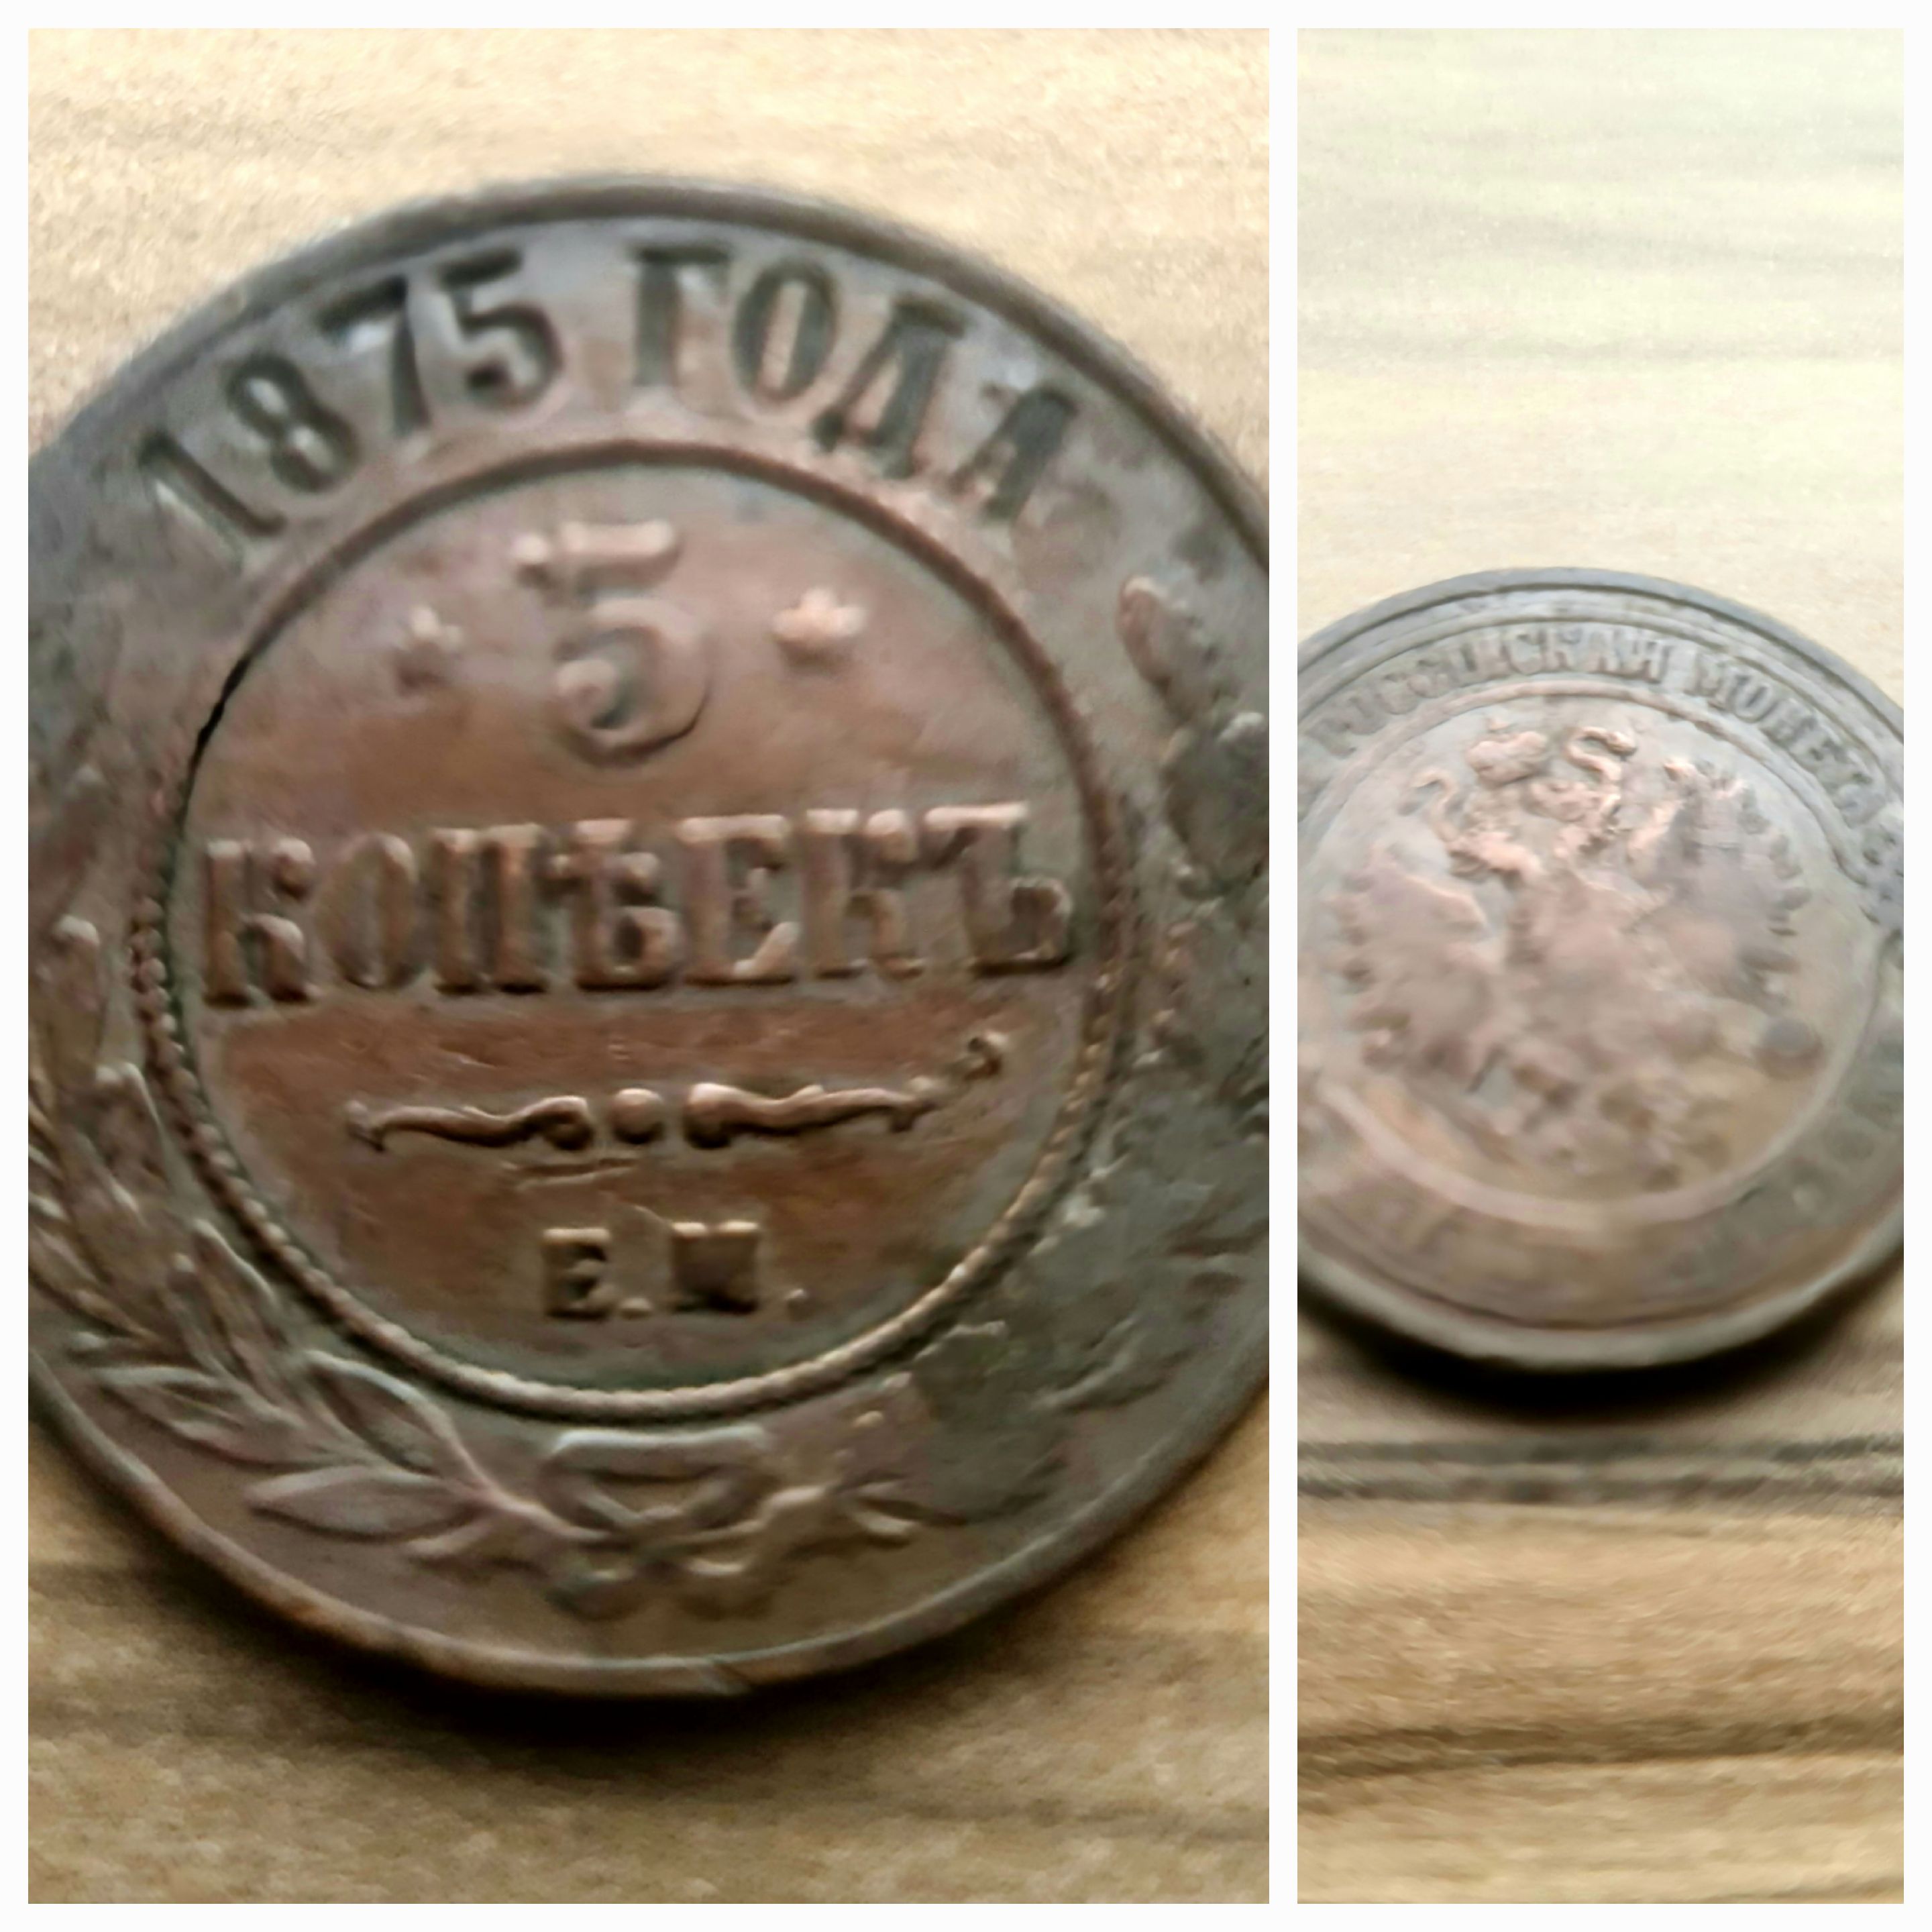 1875 ГОДА
5
КОПѢЕКЪ
Е. М.
РОССІЙСКАЯ МОНЕТА